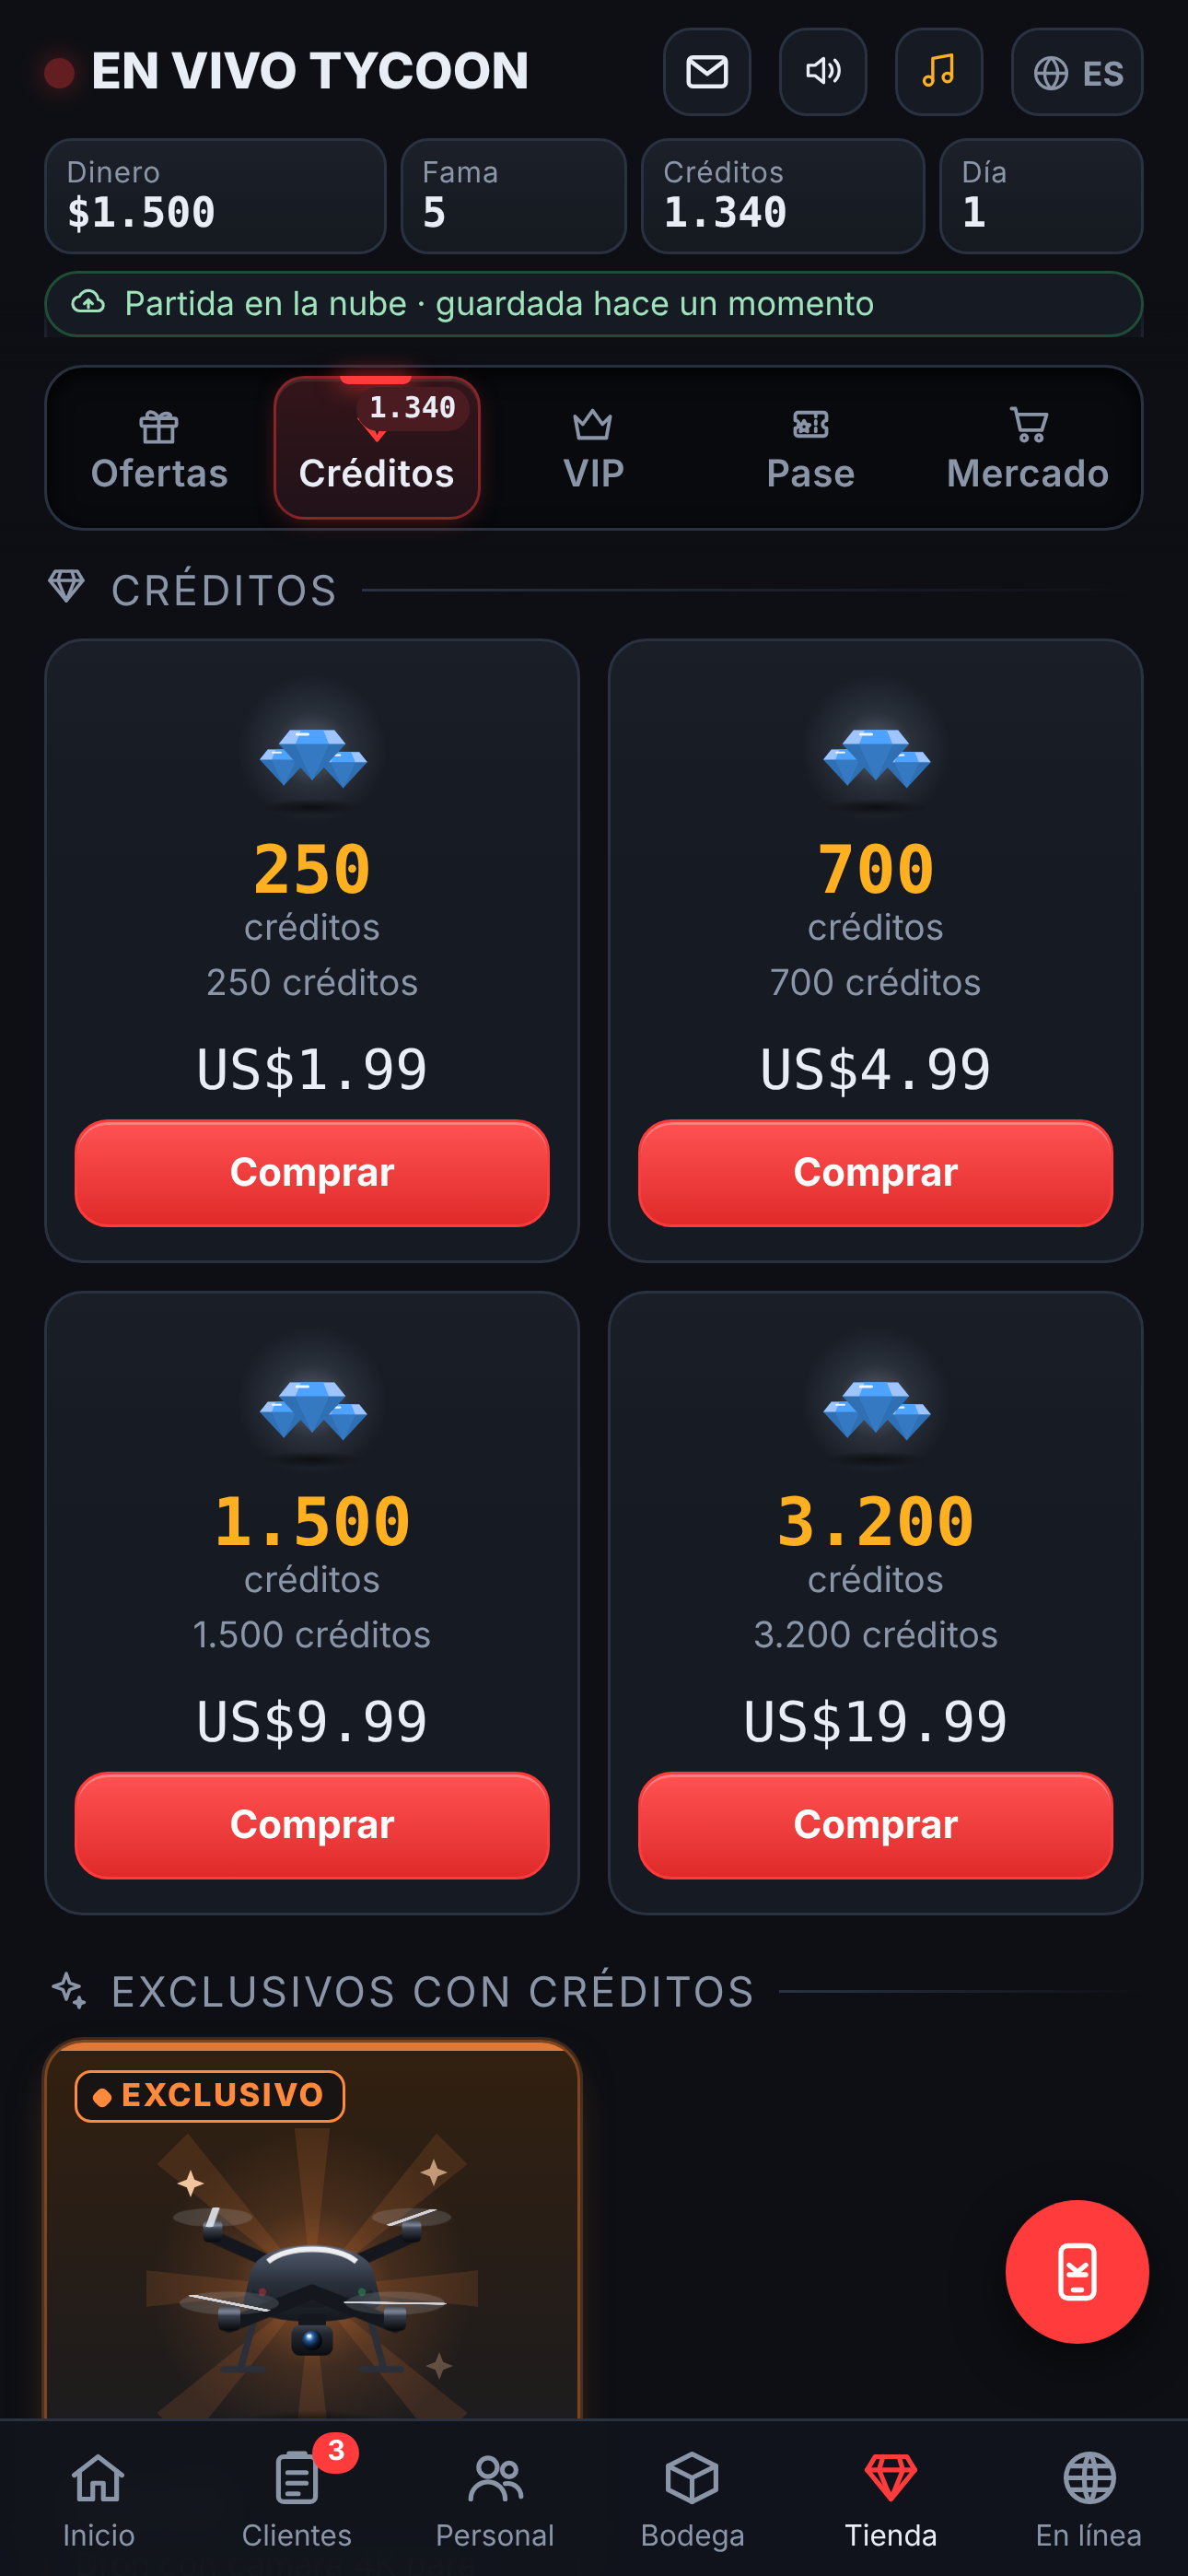 EN VIVO TYCOON
ES
Dinero
$1.500
Fama
5
Créditos
1.340
Día
1
Partida en la nube · guardada hace un momento
Ofertas
1.340
Créditos
VIP
Pase
Mercado
CRÉDITOS
250
créditos
250 créditos
US$1.99
Comprar
700
créditos
700 créditos
US$4.99
Comprar
1.500
créditos
1.500 créditos
US$9.99
Comprar
3.200
créditos
3.200 créditos
US$19.99
Comprar
EXCLUSIVOS CON CRÉDITOS
EXCLUSIVO
Inicio
3
Clientes
Personal
Bodega
Tienda
En línea